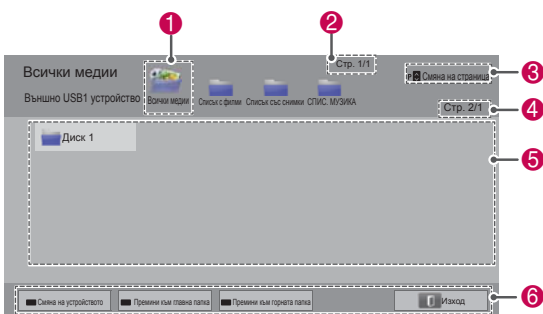 1
2
Стр. 1/1
Всички медии
P Смяна на страница
3
Външно USB1 устройство
Всички медии
Списък с филми
Списък със снимки
СПИС. МУЗИКА
Стр. 2/1
4
Диск 1
5
Смяна на устройството
Премини към главна папка
Премини към горната папка
Изход
6